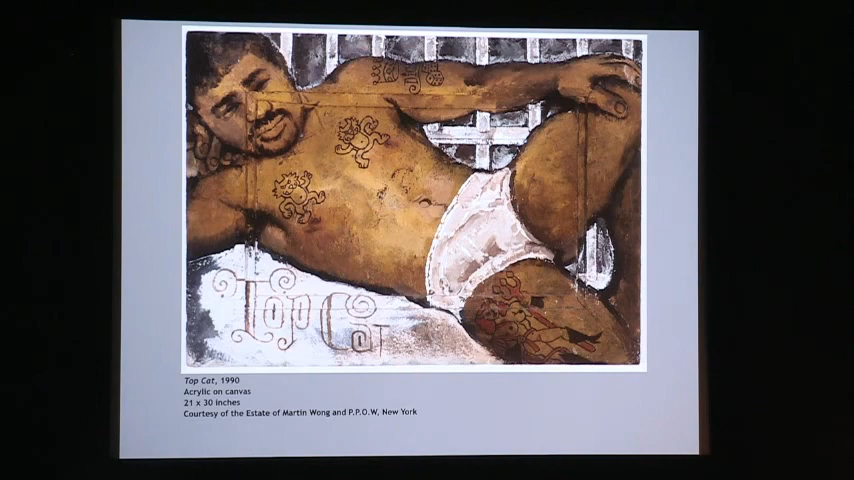 Top Cat
Top Cat, 1990
Acrylic on canvas
21 x 30 inches
Courtesy of the Estate of Martin Wong and P.P.O.W, New York